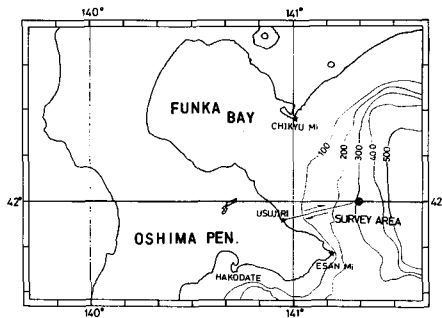 140°
141°
FUNKA
BAY
CHIKYU Mi
100
200
300
400
500
42°
42°
USUJIRI
SURVEY AREA
OSHIMA PEN.
ESAN Mi
HAKODATE
140°
141°